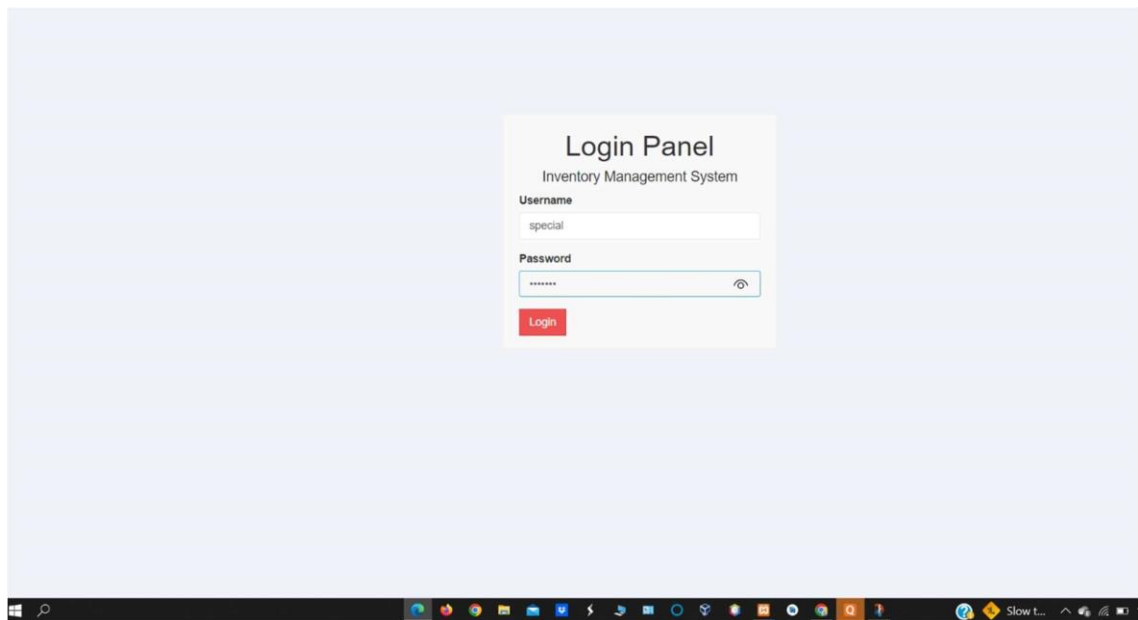 Login Panel
Inventory Management System
Username
special
Password
•••••••
Login
Slow t...